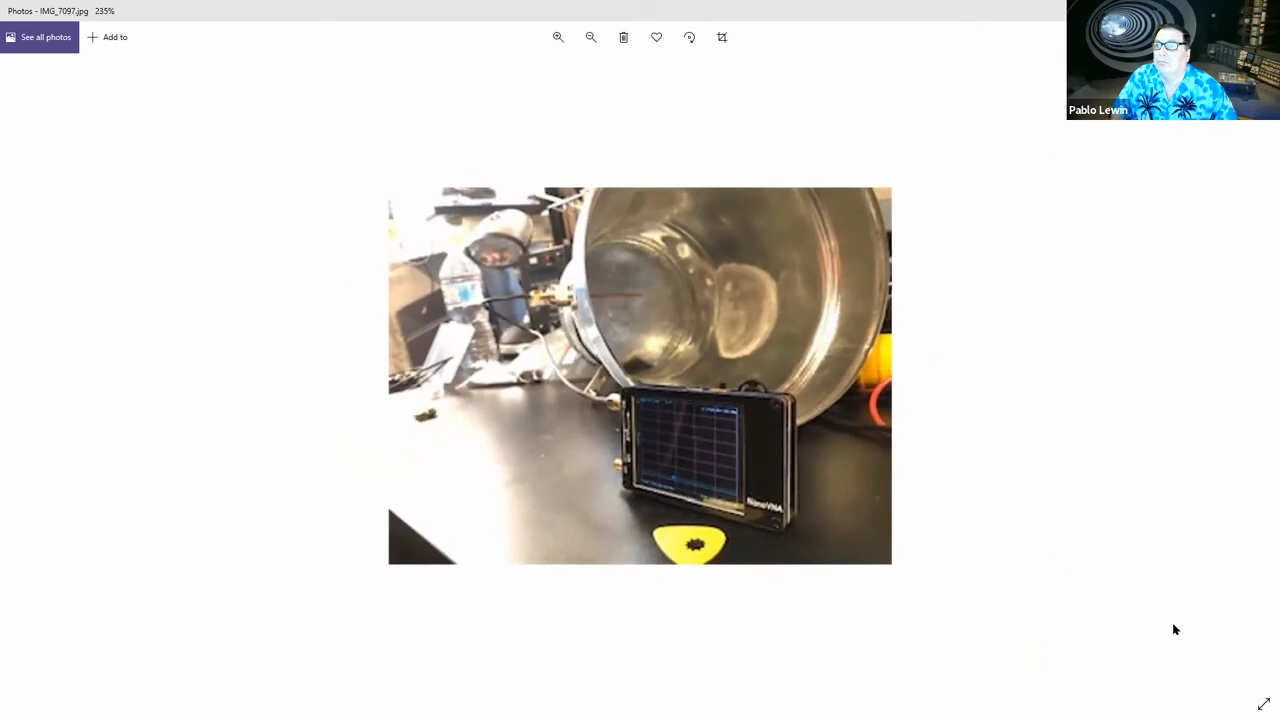 Photos - IMG_7097.jpg 235%
See all photos
Add to
Pablo Lewin
NanoVNA